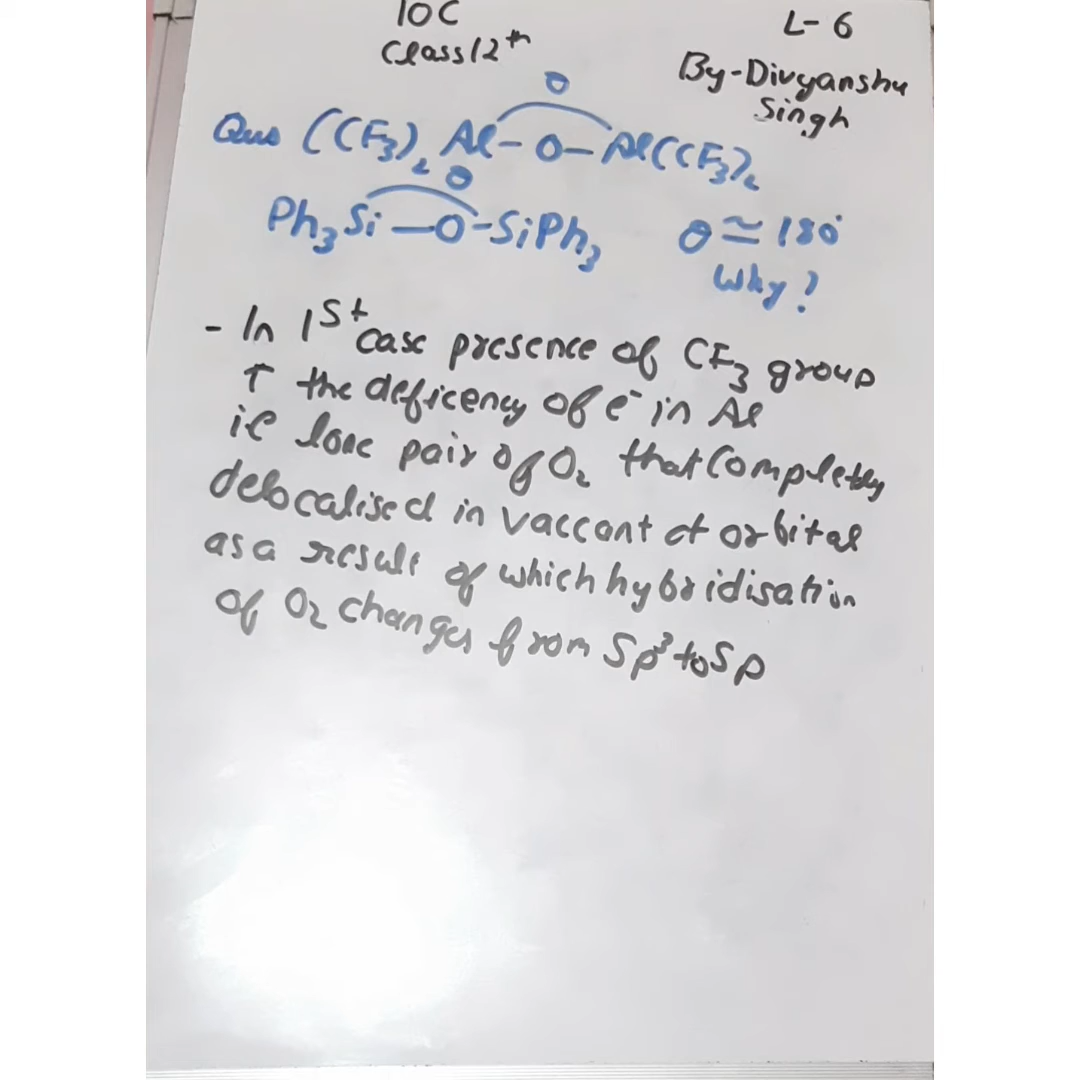 IOC
Class 12th
L-6
By-Divyanshu
Singh
θ
Qus (CF3)2 Al-O-Al(CF3)2
θ
Ph3Si-O-SiPh3 θ≅180°
Why?
- In 1st case presence of CF3 group
↑ the deficency of e⁻ in Al
ie lone pair of O2 that Completely
delocalised in vaccant d orbital
as a result of which hybridisation
of O2 changes from Sp³ to Sp